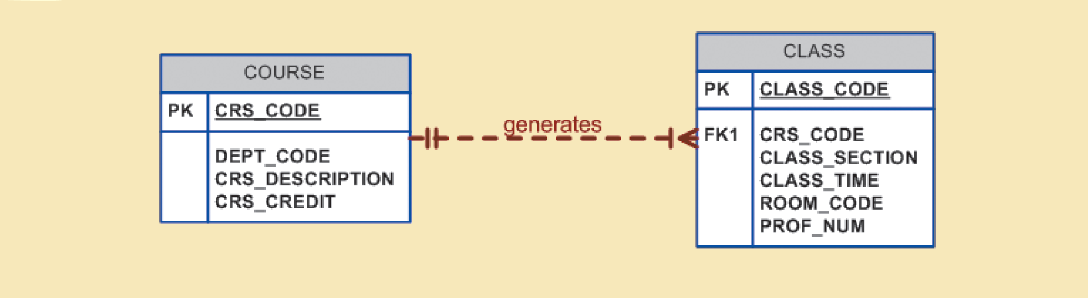 COURSE
PK CRS_CODE
DEPT_CODE
CRS_DESCRIPTION
CRS_CREDIT
generates
CLASS
PK CLASS_CODE
FK1 CRS_CODE
CLASS_SECTION
CLASS_TIME
ROOM_CODE
PROF_NUM